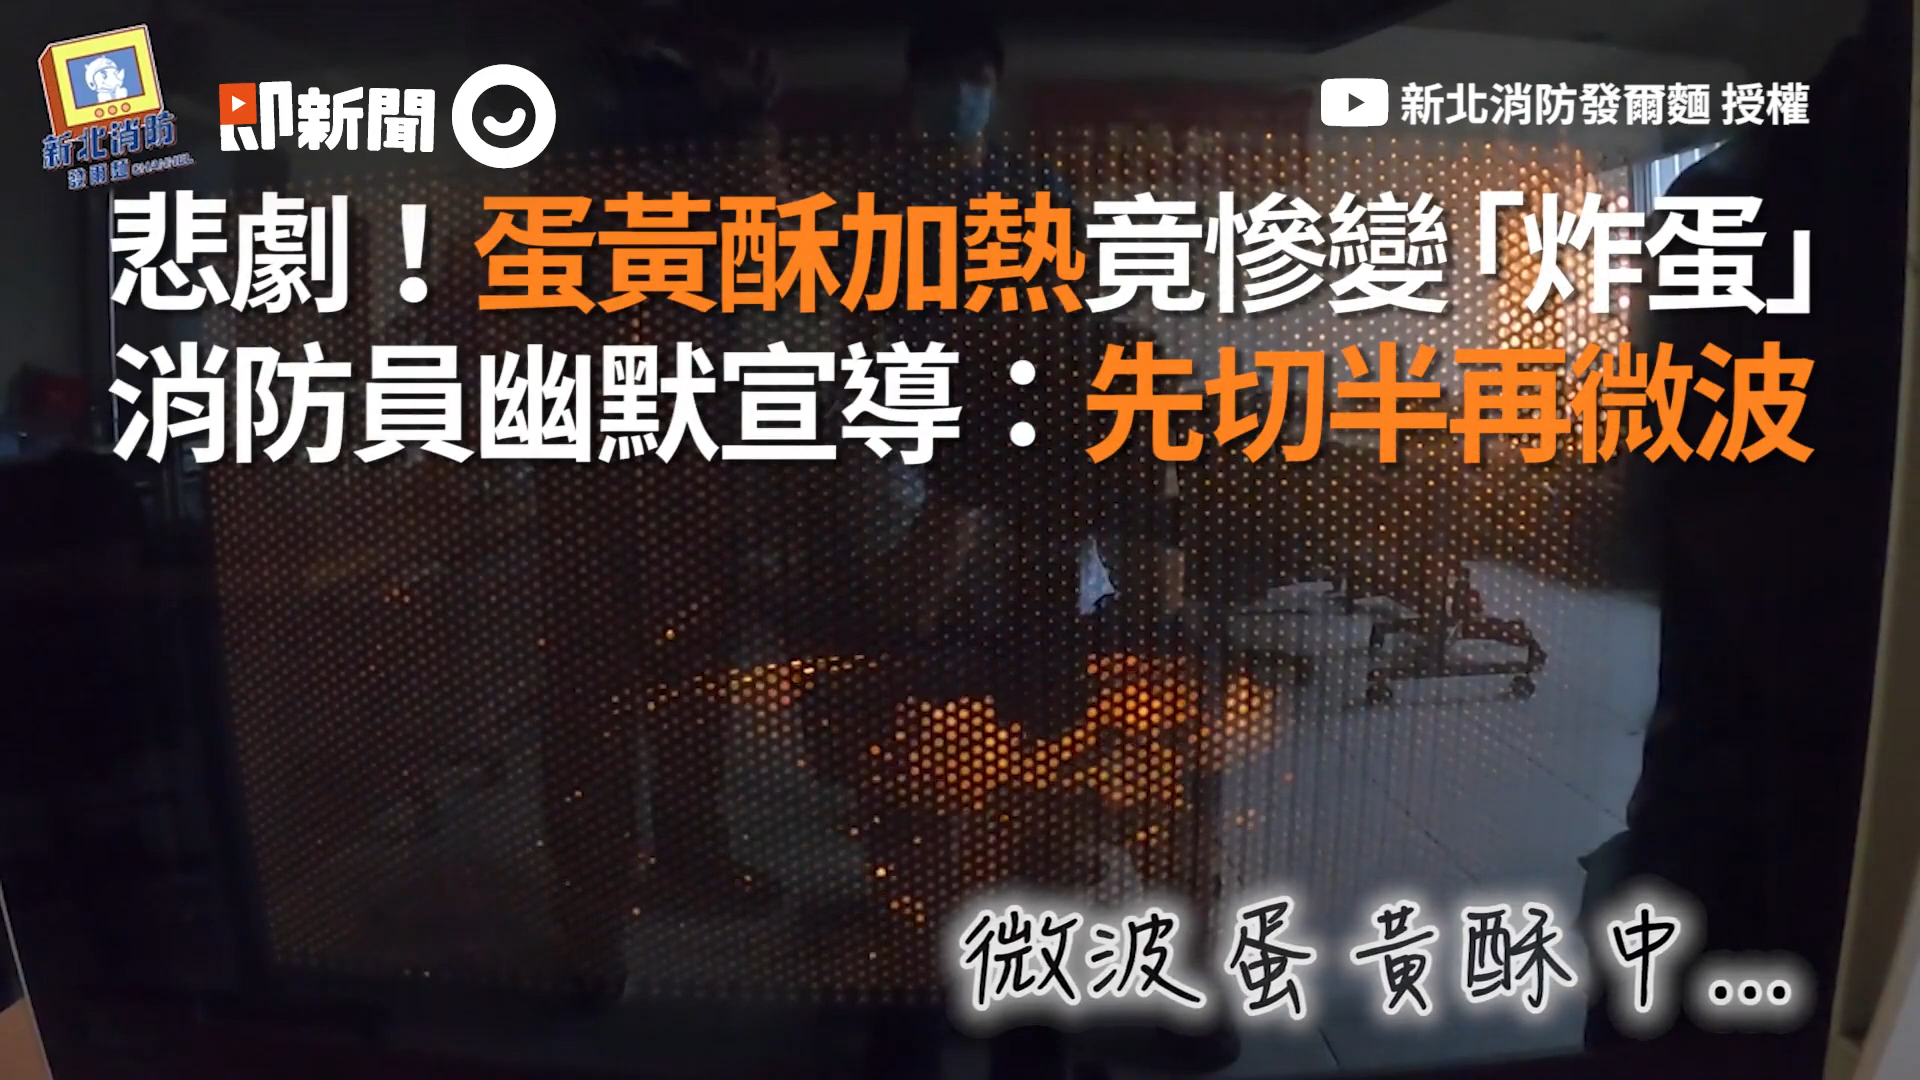 新北消防
發爾麵 CHANNEL
即新聞
新北消防發爾麵 授權
悲劇！蛋黃酥加熱竟慘變「炸蛋」
消防員幽默宣導：先切半再微波
微波蛋黃酥中...